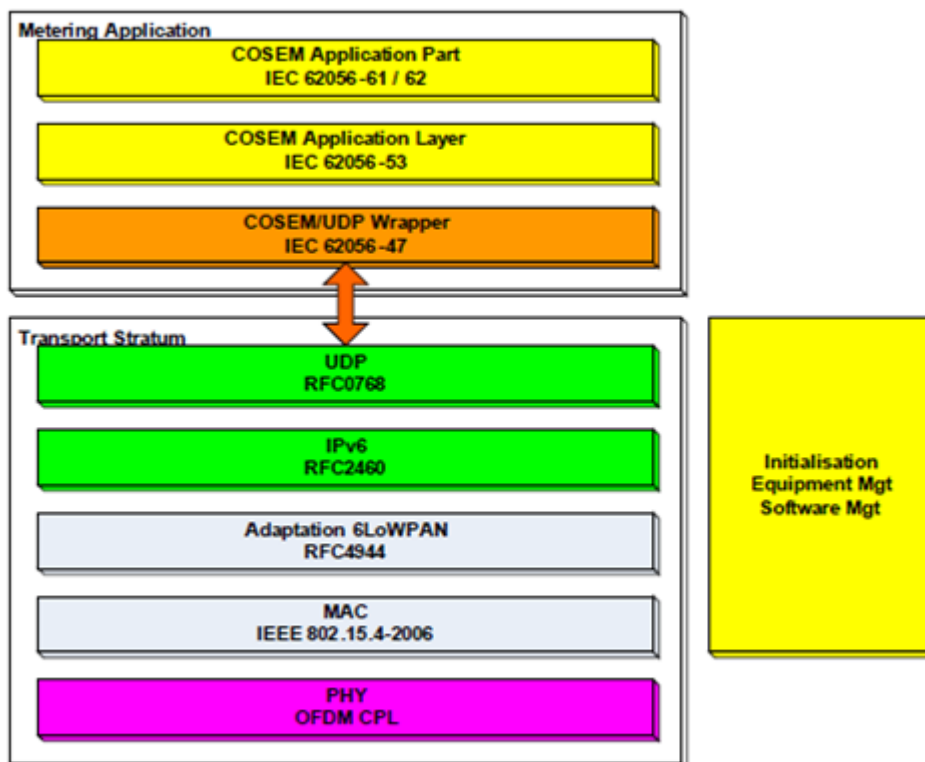 Metering Application
COSEM Application Part
IEC 62056-61 / 62
COSEM Application Layer
IEC 62056-53
COSEM/UDP Wrapper
IEC 62056-47
Transport Stratum
UDP
RFC0768
IPv6
RFC2460
Adaptation 6LoWPAN
RFC4944
MAC
IEEE 802.15.4-2006
PHY
OFDM CPL
Initialisation
Equipment Mgt
Software Mgt